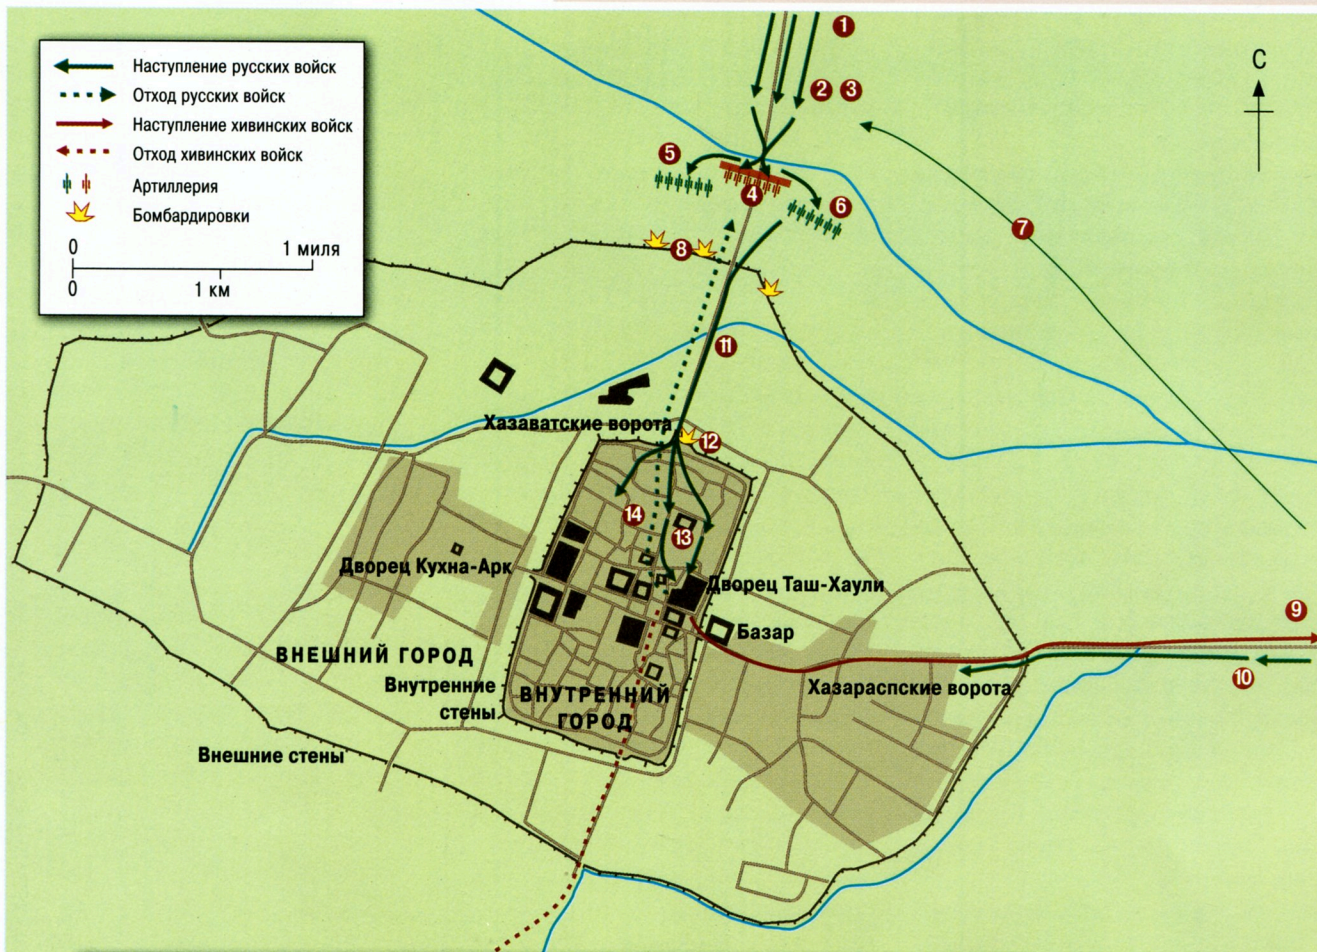 Наступление русских войск
Отход русских войск
Наступление хивинских войск
Отход хивинских войск
Артиллерия
Бомбардировки
0 1 миля
0 1 км
С
1
2 3
5
4
6
7
8
11
Хазаватские ворота
12
14
13
Дворец Кухна-Арк
Дворец Таш-Хаули
9
Базар
ВНЕШНИЙ ГОРОД
10
Внутренние
стены
Хазараспские ворота
ВНУТРЕННИЙ
ГОРОД
Внешние стены